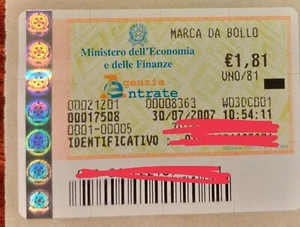 MARCA DA BOLLO
Ministero dell'Economia
e delle Finanze
€1,81
UNO/81
Agenzia
Entrate
00021201 00008363 WD30CD01
00017508 30/07/2007 10:54:11
0001-00005
IDENTIFICATIVO :